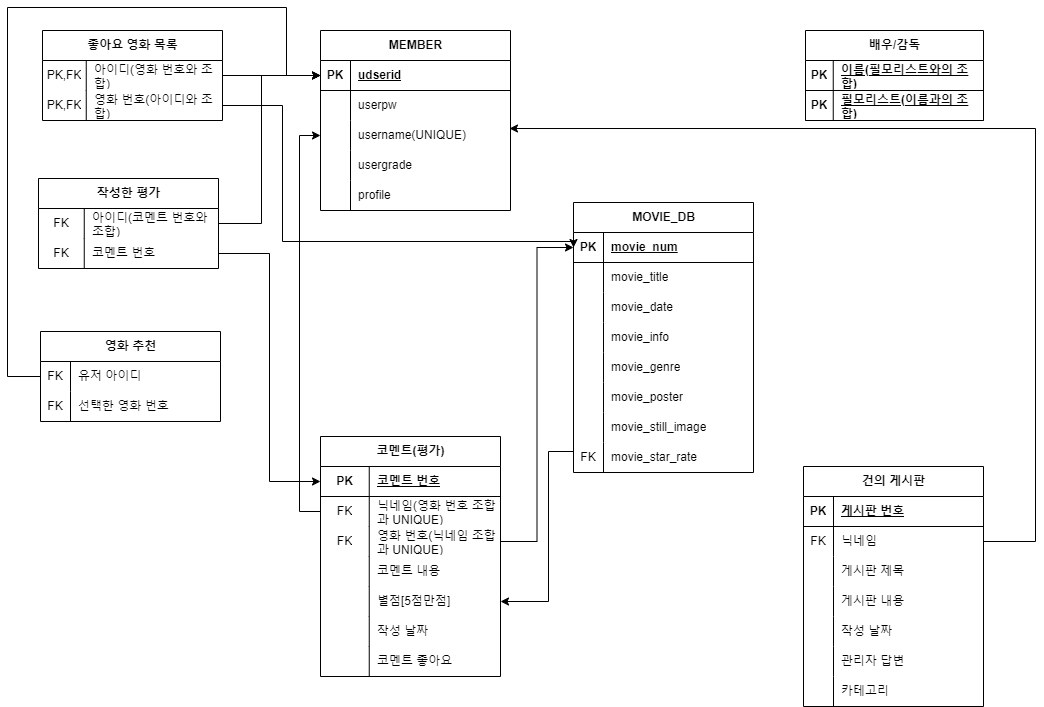 좋아요 영화 목록
PK,FK 아이디(영화 번호와 조
합)
PK,FK 영화 번호(아이디와 조
합)
MEMBER
PK udserid
userpw
username(UNIQUE)
usergrade
profile
배우/감독
PK 이름(필모리스트와의 조
합)
PK 필모리스트(이름과의 조
합)
작성한 평가
FK 아이디(코멘트 번호와
조합)
FK 코멘트 번호
MOVIE_DB
PK movie_num
movie_title
movie_date
movie_info
movie_genre
movie_poster
movie_still_image
FK movie_star_rate
영화 추천
FK 유저 아이디
FK 선택한 영화 번호
코멘트(평가)
PK 코멘트 번호
FK 닉네임(영화 번호 조합
과 UNIQUE)
FK 영화 번호(닉네임 조합
과 UNIQUE)
코멘트 내용
별점[5점만점]
작성 날짜
코멘트 좋아요
건의 게시판
PK 게시판 번호
FK 닉네임
게시판 제목
게시판 내용
작성 날짜
관리자 답변
카테고리